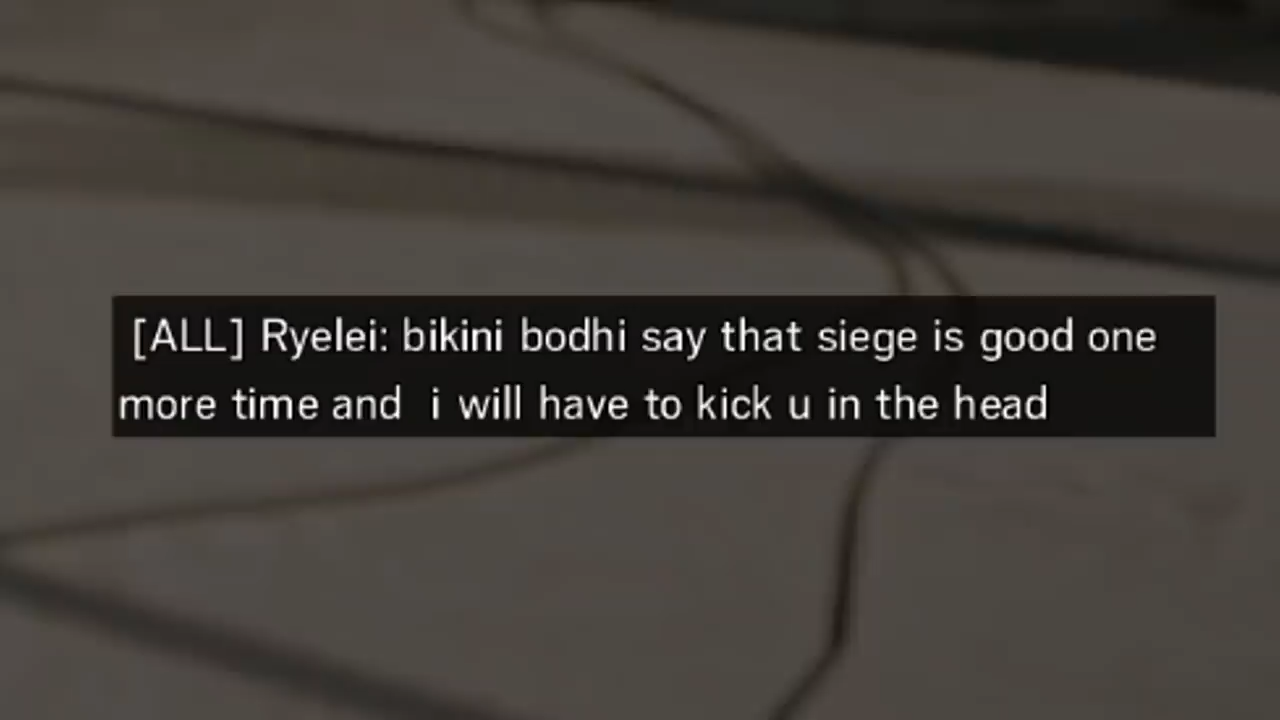 [ALL] Ryelei: bikini bodhi say that siege is good one
more time and  i will have to kick u in the head